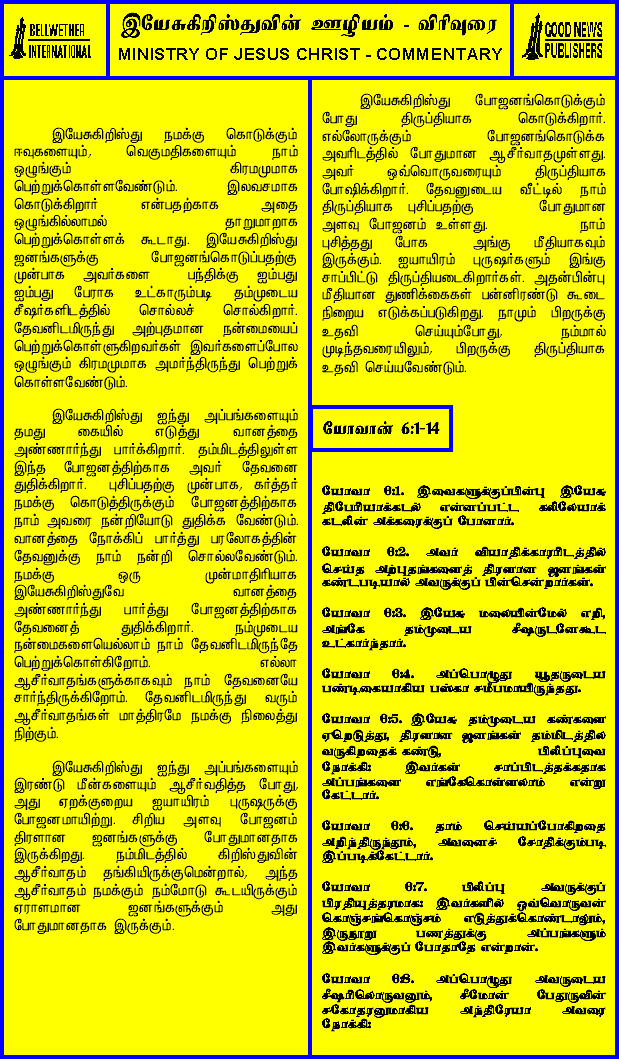 BELLWETHER
INTERNATIONAL
இயேசுகிறிஸ்துவின் ஊழியம் - விரிவுரை
MINISTRY OF JESUS CHRIST - COMMENTARY
GOOD NEWS
PUBLISHERS
இயேசுகிறிஸ்து நமக்கு கொடுக்கும்
ஈவுகளையும், வெகுமதிகளையும் நாம்
ஒழுங்கும் கிரமமுமாக
பெற்றுக்கொள்ளவேண்டும். இலவசமாக
கொடுக்கிறார் என்பதற்காக அதை
ஒழுங்கில்லாமல் தாறுமாறாக
பெற்றுக்கொள்ளக் கூடாது. இயேசுகிறிஸ்து
ஜனங்களுக்கு போஜனங்கொடுப்பதற்கு
முன்பாக அவர்களை பந்திக்கு ஐம்பது
ஐம்பது பேராக உட்காரும்படி தம்முடைய
சீஷர்களிடத்தில் சொல்லச் சொல்கிறார்.
தேவனிடமிருந்து அற்புதமான நன்மையைப்
பெற்றுக்கொள்ளுகிறவர்கள் இவர்களைப்போல
ஒழுங்கும் கிரமமுமாக அமர்ந்திருந்து பெற்றுக்
கொள்ளவேண்டும்.
இயேசுகிறிஸ்து ஐந்து அப்பங்களையும்
தமது கையில் எடுத்து வானத்தை
அண்ணார்ந்து பார்க்கிறார். தம்மிடத்திலுள்ள
இந்த போஜனத்திற்காக அவர் தேவனை
துதிக்கிறார். புசிப்பதற்கு முன்பாக, கர்த்தர்
நமக்கு கொடுத்திருக்கும் போஜனத்திற்காக
நாம் அவரை நன்றியோடு துதிக்க வேண்டும்.
வானத்தை நோக்கிப் பார்த்து பரலோகத்தின்
தேவனுக்கு நாம் நன்றி சொல்லவேண்டும்.
நமக்கு ஒரு முன்மாதிரியாக
இயேசுகிறிஸ்துவே வானத்தை
அண்ணார்ந்து பார்த்து போஜனத்திற்காக
தேவனைத் துதிக்கிறார். நம்முடைய
நன்மைகளையெல்லாம் நாம் தேவனிடமிருந்தே
பெற்றுக்கொள்கிறோம். எல்லா
ஆசீர்வாதங்களுக்காகவும் நாம் தேவனையே
சார்ந்திருக்கிறோம். தேவனிடமிருந்து வரும்
ஆசீர்வாதங்கள் மாத்திரமே நமக்கு நிலைத்து
நிற்கும்.
இயேசுகிறிஸ்து ஐந்து அப்பங்களையும்
இரண்டு மீன்களையும் ஆசீர்வதித்த போது,
அது ஏறக்குறைய ஐயாயிரம் புருஷருக்கு
போஜனமாயிற்று. சிறிய அளவு போஜனம்
திரளான ஜனங்களுக்கு போதுமானதாக
இருக்கிறது. நம்மிடத்தில் கிறிஸ்துவின்
ஆசீர்வாதம் தங்கியிருக்குமென்றால், அந்த
ஆசீர்வாதம் நமக்கும் நம்மோடு கூடயிருக்கும்
ஏராளமான ஜனங்களுக்கும் அது
போதுமானதாக இருக்கும்.
இயேசுகிறிஸ்து போஜனங்கொடுக்கும்
போது திருப்தியாக கொடுக்கிறார்.
எல்லோருக்கும் போஜனங்கொடுக்க
அவரிடத்தில் போதுமான ஆசீர்வாதமுள்ளது.
அவர் ஒவ்வொருவரையும் திருப்தியாக
போஷிக்கிறார். தேவனுடைய வீட்டில் நாம்
திருப்தியாக புசிப்பதற்கு போதுமான
அளவு போஜனம் உள்ளது. நாம்
புசித்தது போக அங்கு மீதியாகவும்
இருக்கும். ஐயாயிரம் புருஷர்களும் இங்கு
சாப்பிட்டு திருப்தியடைகிறார்கள். அதன்பின்பு
மீதியான துணிக்கைகள் பன்னிரண்டு கூடை
நிறைய எடுக்கப்படுகிறது. நாமும் பிறருக்கு
உதவி செய்யும்போது, நம்மால்
முடிந்தவரையிலும், பிறருக்கு திருப்தியாக
உதவி செய்யவேண்டும்.
யோவான் 6:1-14
யோவா 6:1. இவைகளுக்குப்பின்பு இயேசு
திபேரியாக்கடல் என்னப்பட்ட கலிலேயாக்
கடலின் அக்கரைக்குப் போனார்.
யோவா 6:2. அவர் வியாதிக்காரரிடத்தில்
செய்த அற்புதங்களைத் திரளான ஜனங்கள்
கண்டபடியால் அவருக்குப் பின்சென்றார்கள்.
யோவா 6:3. இயேசு மலையின்மேல் ஏறி,
அங்கே தம்முடைய சீஷருடனேகூட
உட்கார்ந்தார்.
யோவா 6:4. அப்பொழுது யூதருடைய
பண்டிகையாகிய பஸ்கா சமீபமாயிருந்தது.
யோவா 6:5. இயேசு தம்முடைய கண்களை
ஏறெடுத்து, திரளான ஜனங்கள் தம்மிடத்தில்
வருகிறதைக் கண்டு, பிலிப்புவை
நோக்கி: இவர்கள் சாப்பிடத்தக்கதாக
அப்பங்களை எங்கேகொள்ளலாம் என்று
கேட்டார்.
யோவா 6:6. தாம் செய்யப்போகிறதை
அறிந்திருந்தும், அவனைச் சோதிக்கும்படி
இப்படிக்கேட்டார்.
யோவா 6:7. பிலிப்பு அவருக்குப்
பிரதியுத்தரமாக: இவர்களில் ஒவ்வொருவன்
கொஞ்சங்கொஞ்சம் எடுத்துக்கொண்டாலும்,
இருநூறு பணத்துக்கு அப்பங்களும்
இவர்களுக்குப் போதாதே என்றான்.
யோவா 6:8. அப்பொழுது அவருடைய
சீஷரிலொருவனும், சீமோன் பேதுருவின்
சகோதரனுமாகிய அந்திரேயா அவரை
நோக்கி: